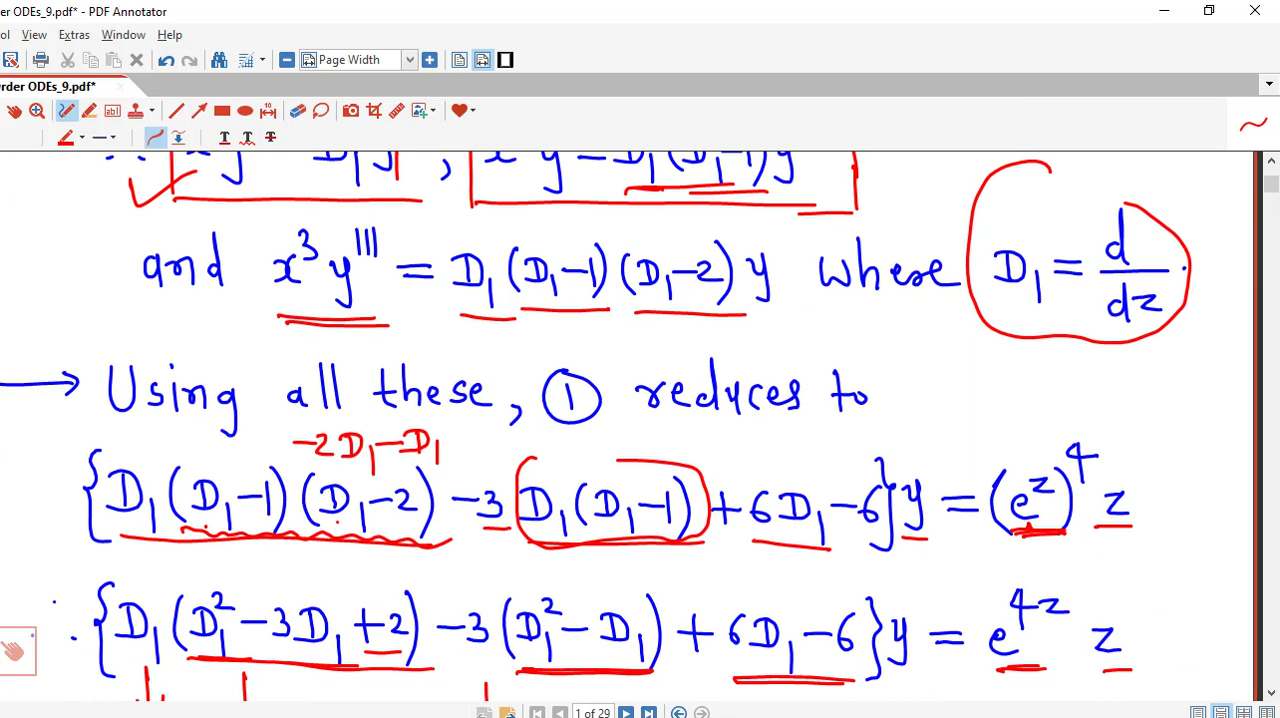 rder ODEs_9.pdf* - PDF Annotator
ol View Extras Window Help
Page Width
rder ODEs_9.pdf*
and x³y''' = D₁(D₁-1)(D₁-2)y where D₁ = d/dz.
→ Using all these, ① reduces to
-2D₁-D₁
{D₁(D₁-1)(D₁-2) -3 D₁(D₁-1) + 6D₁-6}y = (e^z)^4 z
{D₁(D₁²-3D₁+2) -3(D₁²-D₁) + 6D₁-6}y = e^{4z} z
1 of 29